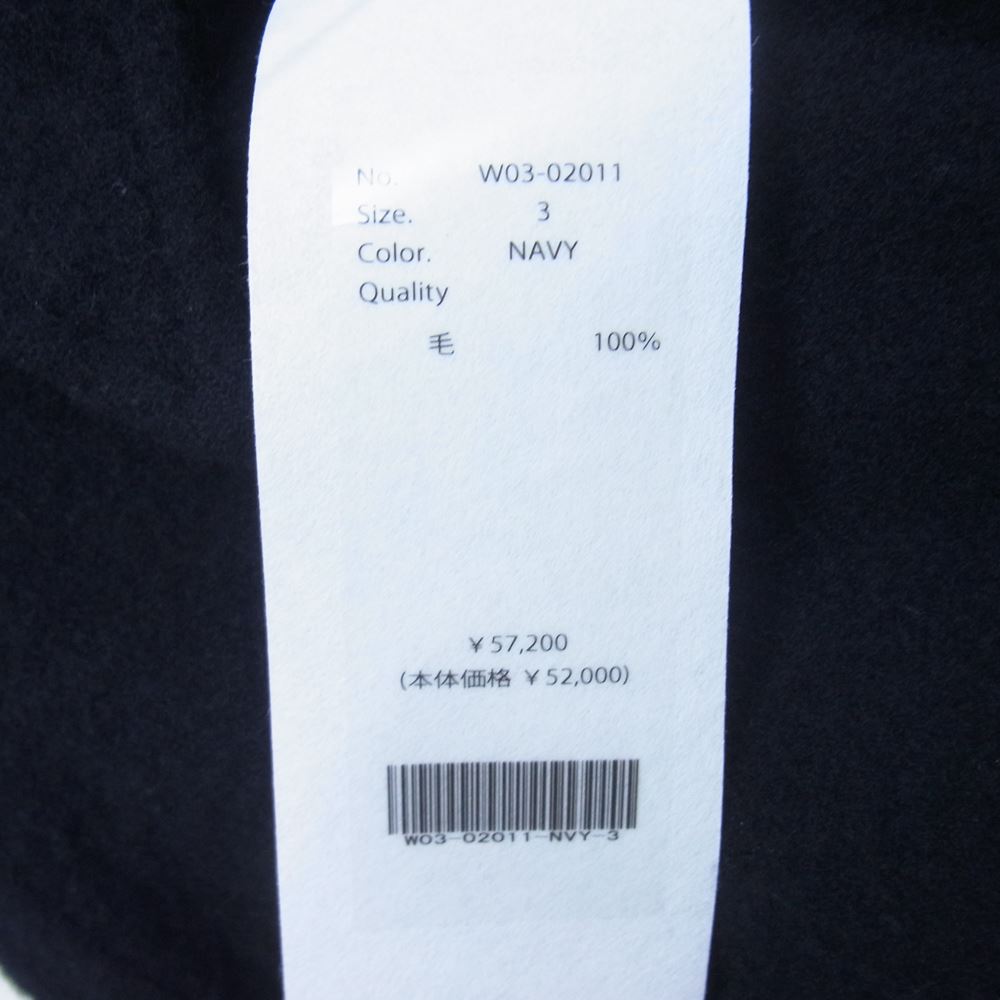 No. W03-02011
Size. 3
Color. NAVY
Quality
毛 100%
¥57,200
(本体価格 ¥52,000)
W03-02011-NVY-3